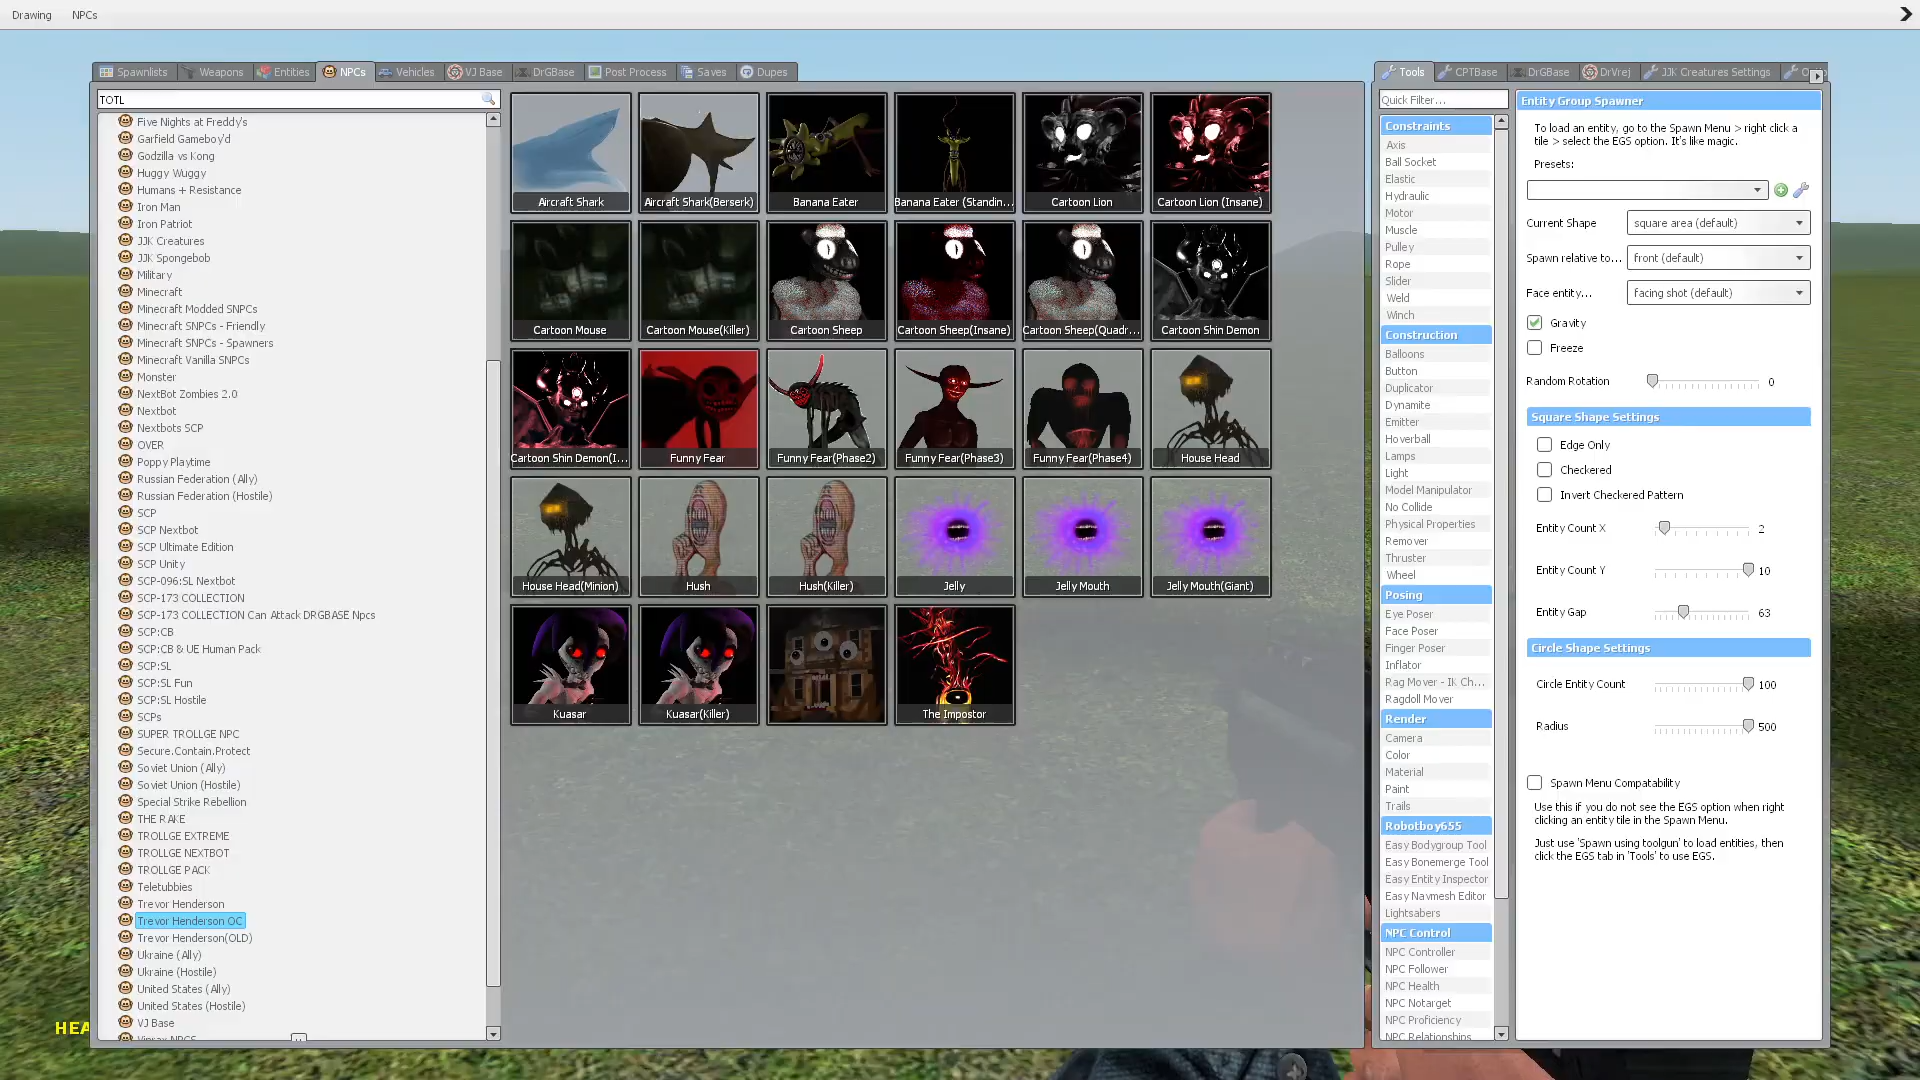 Drawing NPCs
Spawnlists Weapons Entities NPCs Vehicles VJ Base DrGBase Post Process Saves Dupes
TOTL
Five Nights at Freddy's
Garfield Gameboy'd
Godzilla vs Kong
Huggy Wuggy
Humans + Resistance
Iron Man
Iron Patriot
JJK Creatures
JJK Spongebob
Military
Minecraft
Minecraft Modded SNPCs
Minecraft SNPCs - Friendly
Minecraft SNPCs - Spawners
Minecraft Vanilla SNPCs
Monster
NextBot Zombies 2.0
Nextbot
Nextbots SCP
OVER
Poppy Playtime
Russian Federation (Ally)
Russian Federation (Hostile)
SCP
SCP Nextbot
SCP Ultimate Edition
SCP Unity
SCP-096:SL Nextbot
SCP-173 COLLECTION
SCP-173 COLLECTION Can Attack DRGBASE Npcs
SCP:CB
SCP:CB & UE Human Pack
SCP:SL
SCP:SL Fun
SCP:SL Hostile
SCPs
SUPER TROLLGE NPC
Secure.Contain.Protect
Soviet Union (Ally)
Soviet Union (Hostile)
Special Strike Rebellion
THE RAKE
TROLLGE EXTREME
TROLLGE NEXTBOT
TROLLGE PACK
Teletubbies
Trevor Henderson
Trevor Henderson OC
Trevor Henderson(OLD)
Ukraine (Ally)
Ukraine (Hostile)
United States (Ally)
United States (Hostile)
VJ Base
HEA
Aircraft Shark Aircraft Shark(Berserk) Banana Eater Banana Eater (Standin... Cartoon Lion Cartoon Lion (Insane)
Cartoon Mouse Cartoon Mouse(Killer) Cartoon Sheep Cartoon Sheep(Insane) Cartoon Sheep(Quadr... Cartoon Shin Demon
Cartoon Shin Demon(I... Funny Fear Funny Fear(Phase2) Funny Fear(Phase3) Funny Fear(Phase4) House Head
House Head(Minion) Hush Hush(Killer) Jelly Jelly Mouth Jelly Mouth(Giant)
Kuasar Kuasar(Killer) The Impostor
Tools CPTBase DrGBase DrVrej JJK Creatures Settings
Quick Filter...
Constraints
Axis
Ball Socket
Elastic
Hydraulic
Motor
Muscle
Pulley
Rope
Slider
Weld
Winch
Construction
Balloons
Button
Duplicator
Dynamite
Emitter
Hoverball
Lamps
Light
Model Manipulator
No Collide
Physical Properties
Remover
Thruster
Wheel
Posing
Eye Poser
Face Poser
Finger Poser
Inflator
Rag Mover - IK Ch...
Ragdoll Mover
Render
Camera
Color
Material
Paint
Trails
Robotboy655
Easy Bodygroup Tool
Easy Bonemerge Tool
Easy Entity Inspector
Easy Navmesh Editor
Lightsabers
NPC Control
NPC Controller
NPC Follower
NPC Health
NPC Notarget
NPC Proficiency
NPC Relationships
Entity Group Spawner
To load an entity, go to the Spawn Menu > right click a
tile > select the EGS option. It's like magic.
Presets:
Current Shape square area (default)
Spawn relative to... front (default)
Face entity... facing shot (default)
Gravity
Freeze
Random Rotation 0
Square Shape Settings
Edge Only
Checkered
Invert Checkered Pattern
Entity Count X 2
Entity Count Y 10
Entity Gap 63
Circle Shape Settings
Circle Entity Count 100
Radius 500
Spawn Menu Compatability
Use this if you do not see the EGS option when right
clicking an entity tile in the Spawn Menu.
Just use 'Spawn using toolgun' to load entities, then
click the EGS tab in 'Tools' to use EGS.